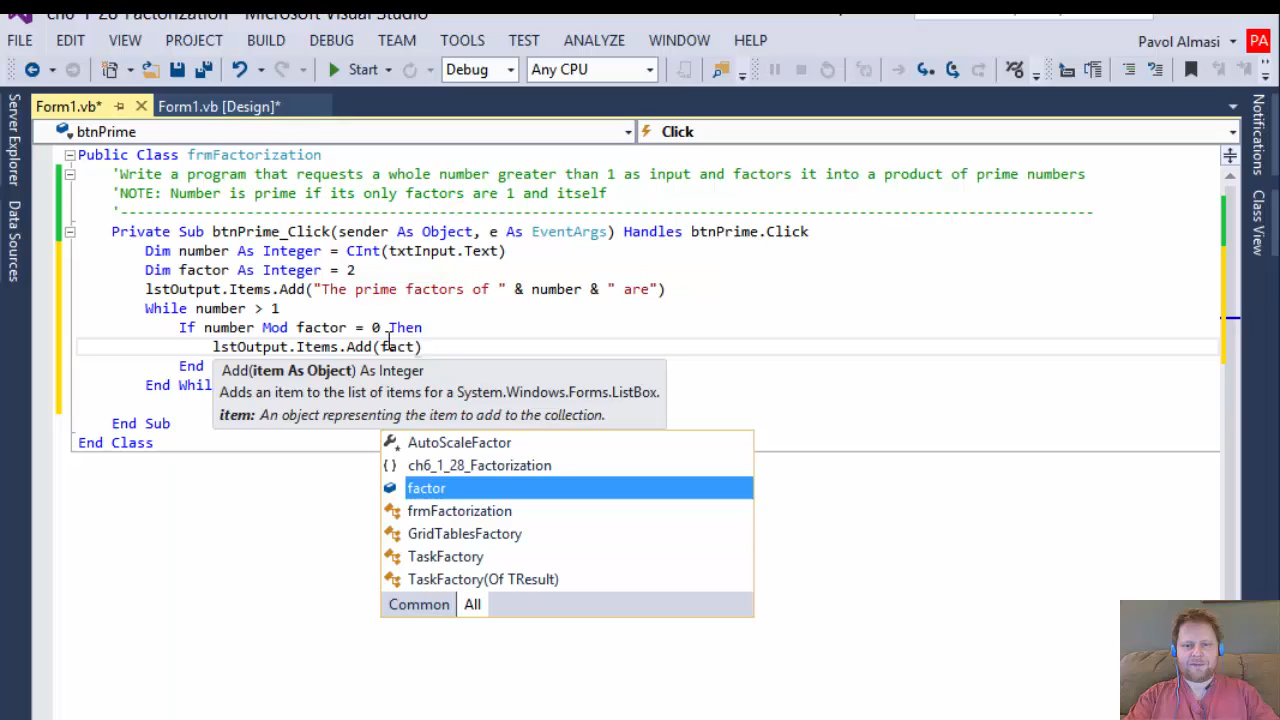 ch6-1-28-Factorization - Microsoft Visual Studio
FILE EDIT VIEW PROJECT BUILD DEBUG TEAM TOOLS TEST ANALYZE WINDOW HELP
Pavol Almasi PA
Start Debug Any CPU
Form1.vb* Form1.vb [Design]*
btnPrime Click
Server Explorer
Data Sources
Notifications
Class View
Public Class frmFactorization
'Write a program that requests a whole number greater than 1 as input and factors it into a product of prime numbers
'NOTE: Number is prime if its only factors are 1 and itself
'--------------------------------------------------------------------------------------------------------------------
Private Sub btnPrime_Click(sender As Object, e As EventArgs) Handles btnPrime.Click
Dim number As Integer = CInt(txtInput.Text)
Dim factor As Integer = 2
lstOutput.Items.Add("The prime factors of " & number & " are")
While number > 1
If number Mod factor = 0 Then
lstOutput.Items.Add(fact)
End
End Whil
End Sub
End Class
Add(item As Object) As Integer
Adds an item to the list of items for a System.Windows.Forms.ListBox.
item: An object representing the item to add to the collection.
AutoScaleFactor
{ } ch6_1_28_Factorization
factor
frmFactorization
GridTablesFactory
TaskFactory
TaskFactory(Of TResult)
Common All